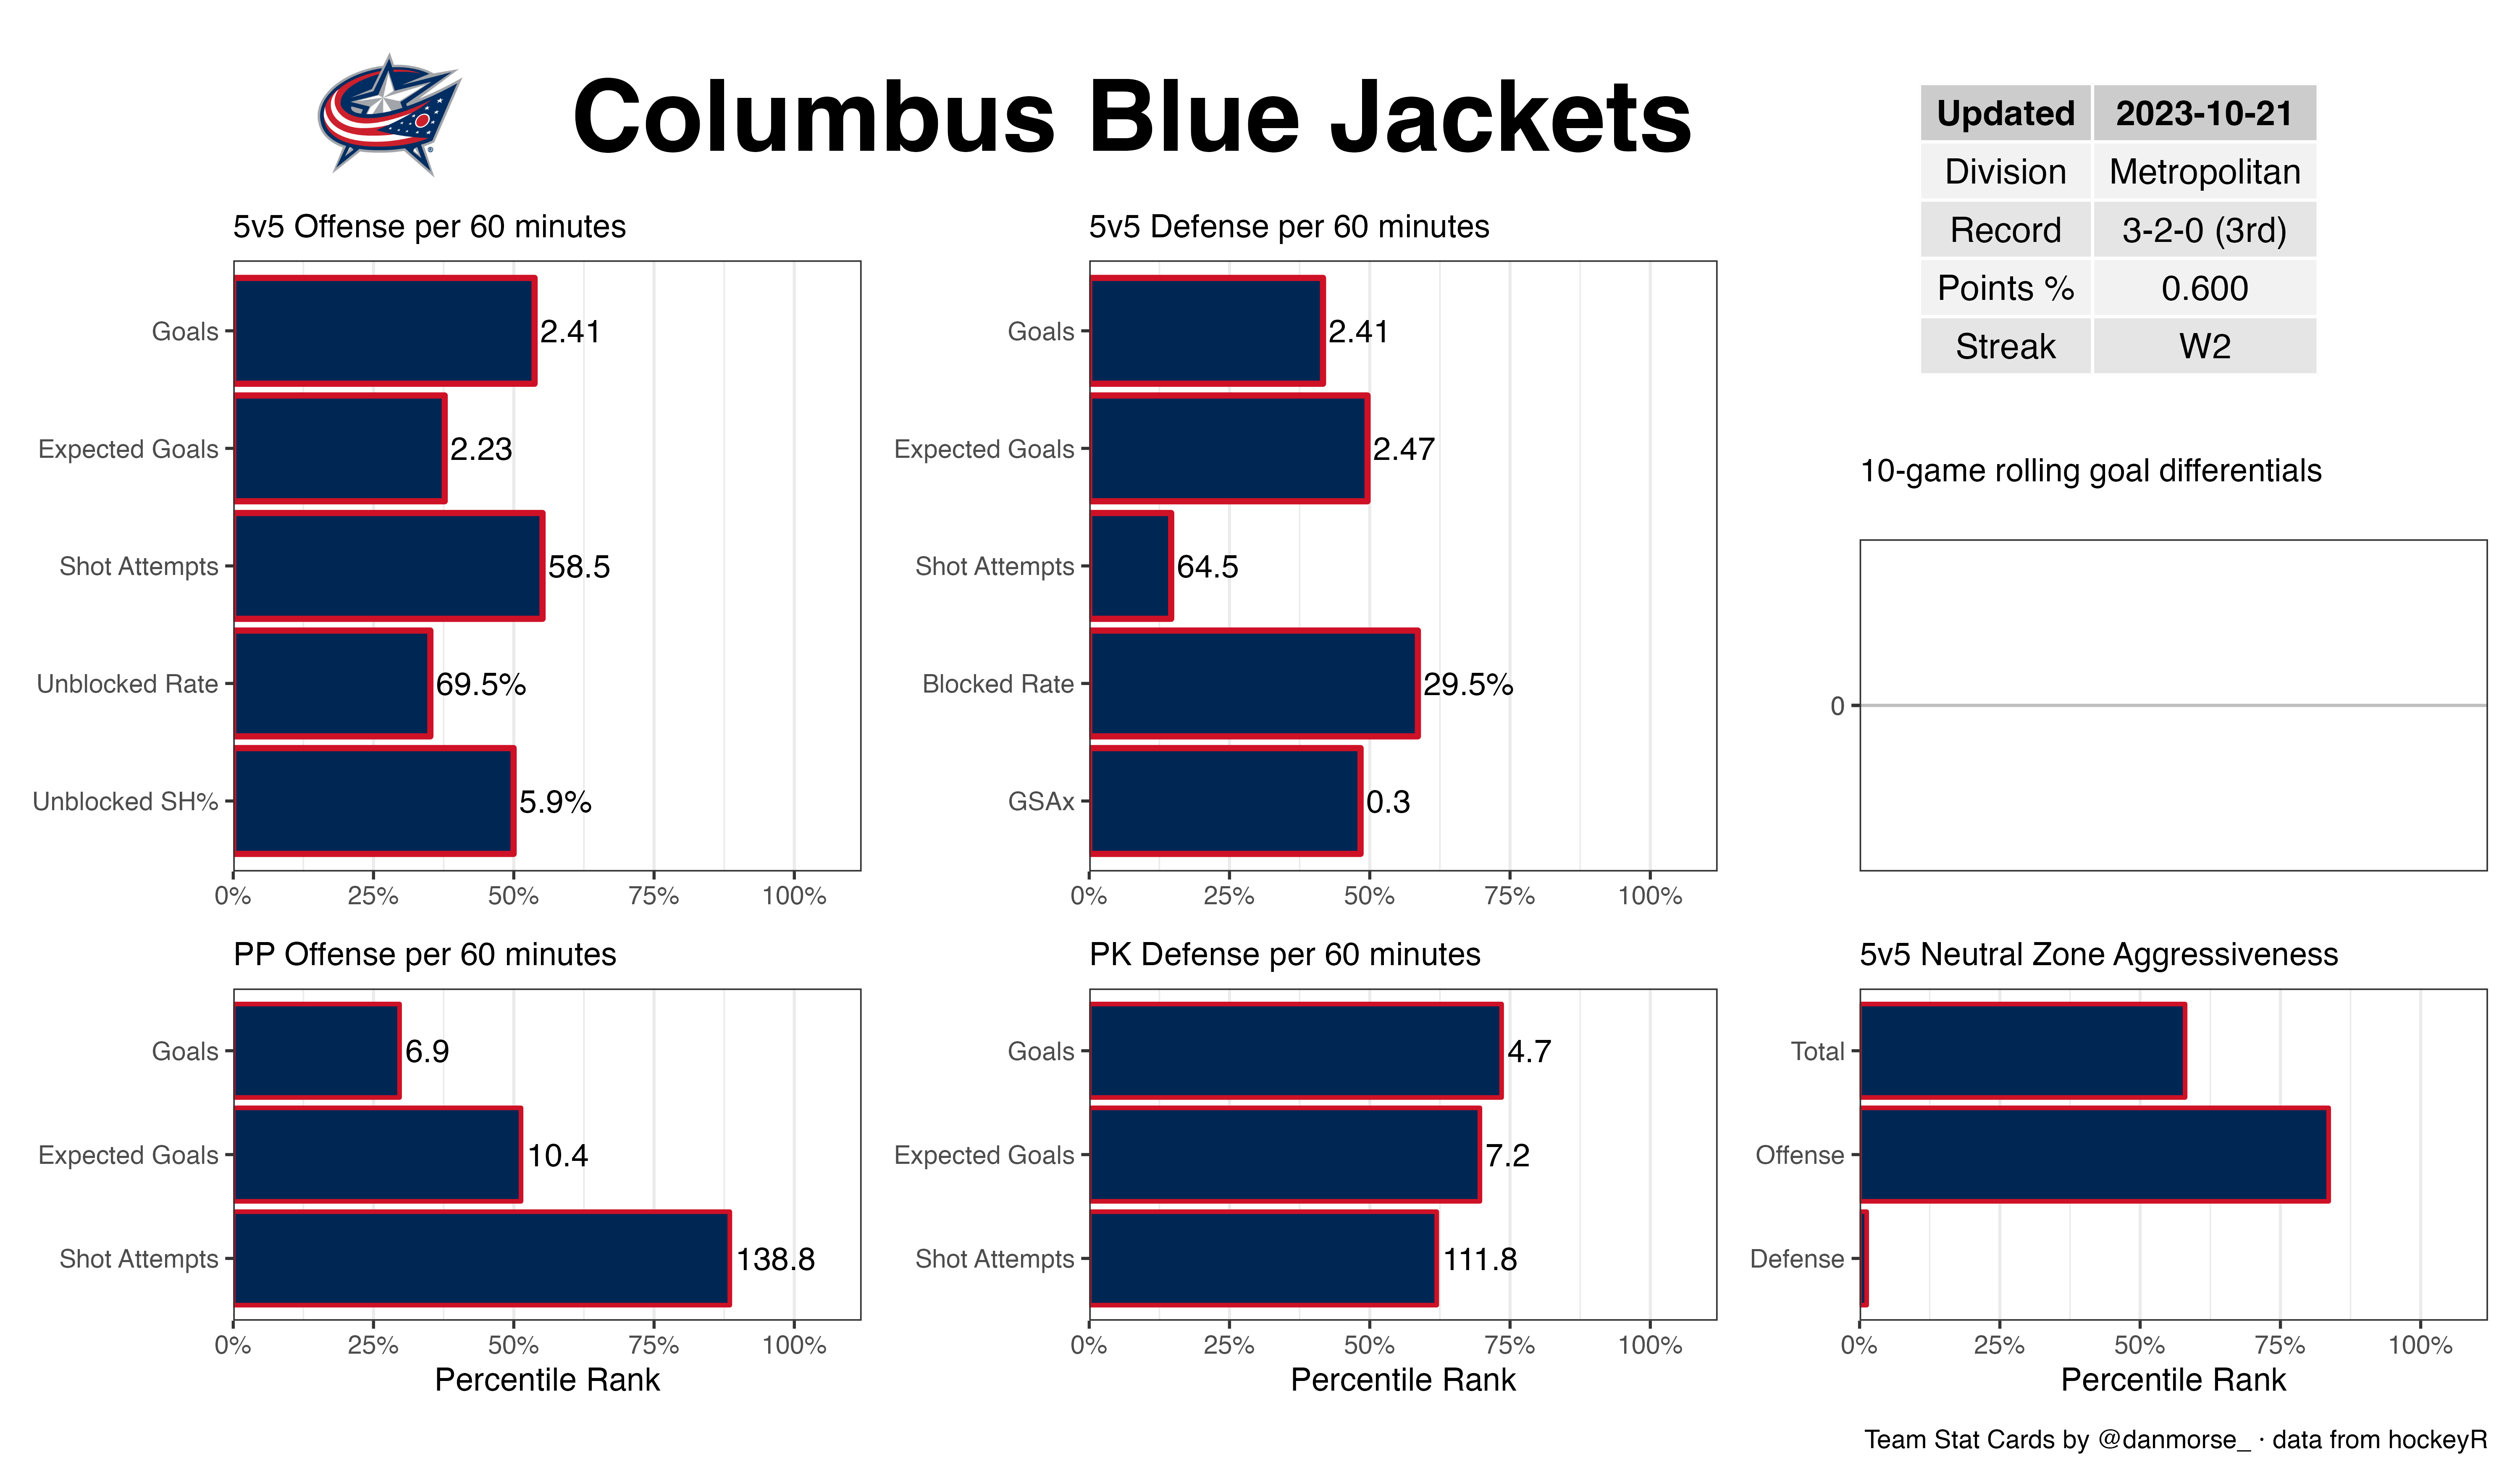 Columbus Blue Jackets
Updated 2023-10-21
Division Metropolitan
Record 3-2-0 (3rd)
Points % 0.600
Streak W2
5v5 Offense per 60 minutes
Goals 2.41
Expected Goals 2.23
Shot Attempts 58.5
Unblocked Rate 69.5%
Unblocked SH% 5.9%
0% 25% 50% 75% 100%
5v5 Defense per 60 minutes
Goals 2.41
Expected Goals 2.47
Shot Attempts 64.5
Blocked Rate 29.5%
GSAx 0.3
0% 25% 50% 75% 100%
10-game rolling goal differentials
0
PP Offense per 60 minutes
Goals 6.9
Expected Goals 10.4
Shot Attempts 138.8
0% 25% 50% 75% 100%
Percentile Rank
PK Defense per 60 minutes
Goals 4.7
Expected Goals 7.2
Shot Attempts 111.8
0% 25% 50% 75% 100%
Percentile Rank
5v5 Neutral Zone Aggressiveness
Total
Offense
Defense
0% 25% 50% 75% 100%
Percentile Rank
Team Stat Cards by @danmorse_ · data from hockeyR